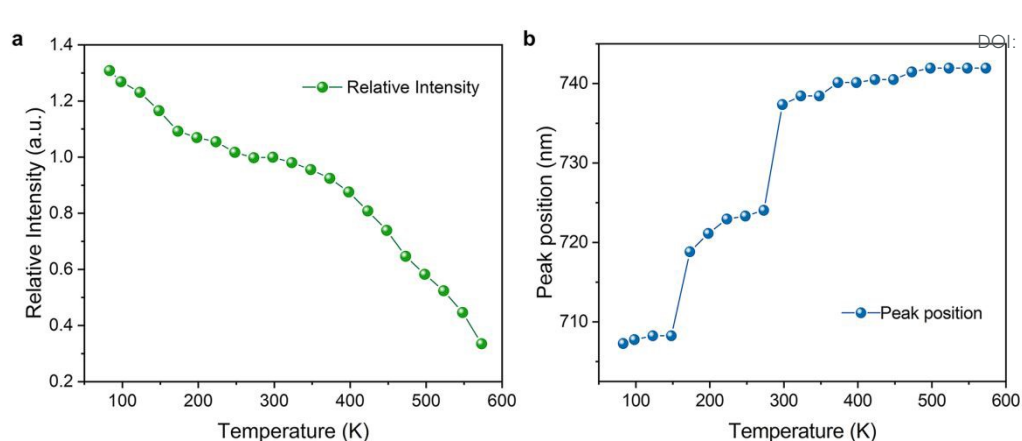 a
1.4
1.2
1.0
0.8
0.6
0.4
0.2
Relative Intensity (a.u.)
Relative Intensity
100 200 300 400 500 600
Temperature (K)
b
DOI:
740
730
720
710
Peak position (nm)
Peak position
100 200 300 400 500 600
Temperature (K)